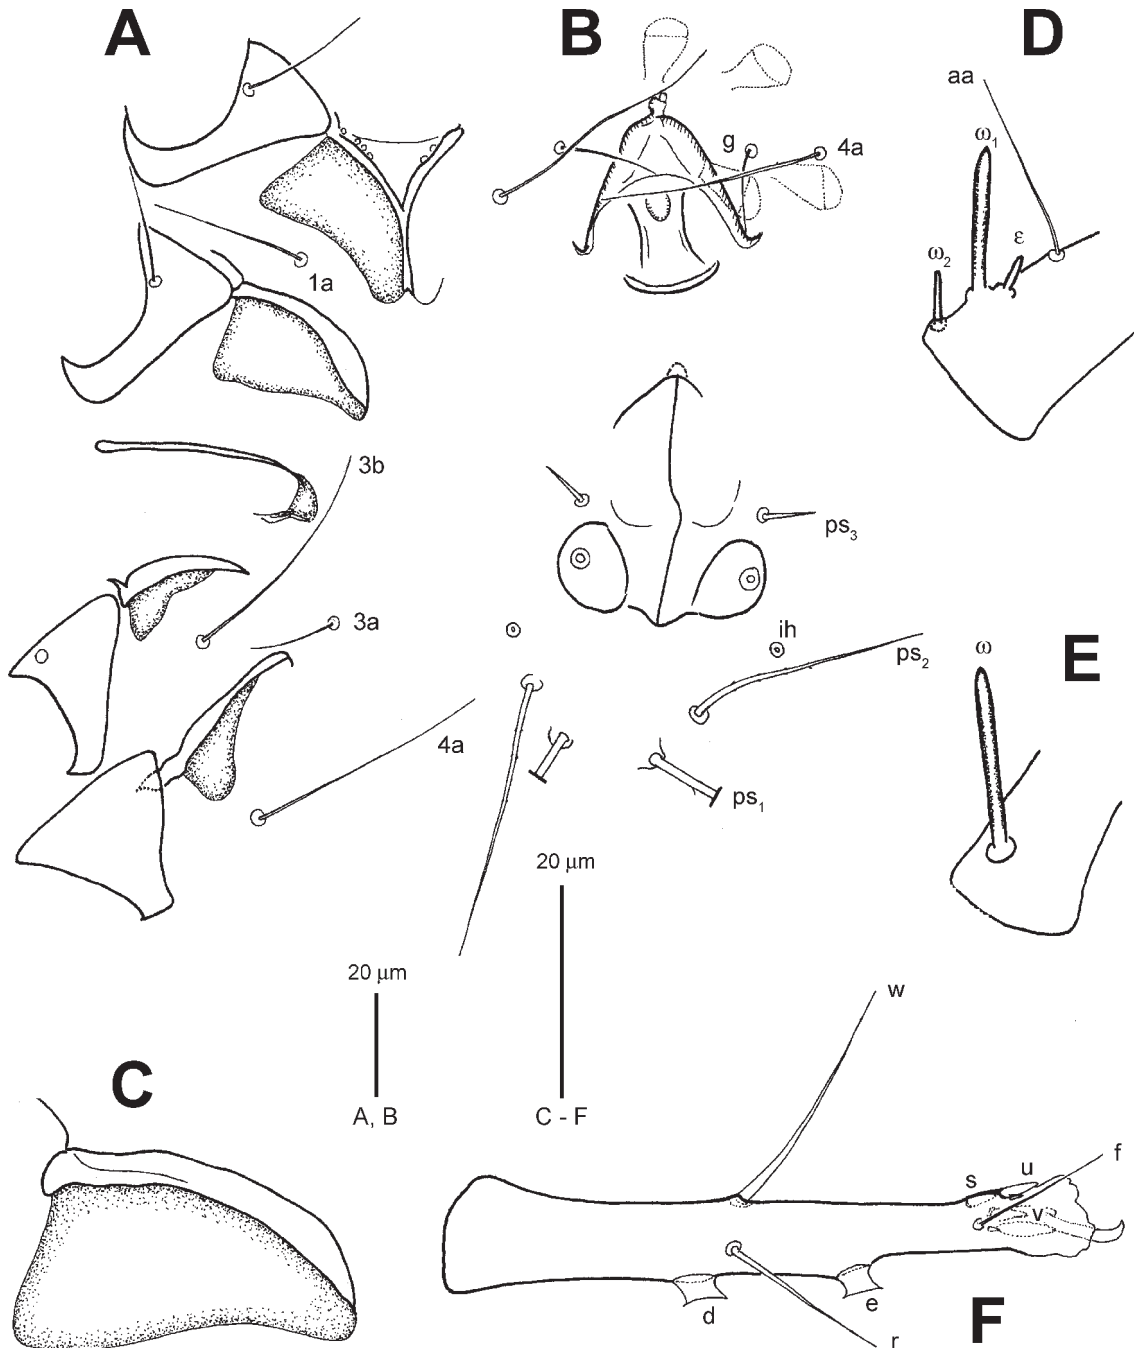 A
B
D
aa
ω1
g
4a
ε
ω2
1a
3b
ps3
3a
ih
ps2
E
ω
4a
ps1
20 μm
20 μm
w
C
A, B
C - F
f
s
u
v
d
e
F
r